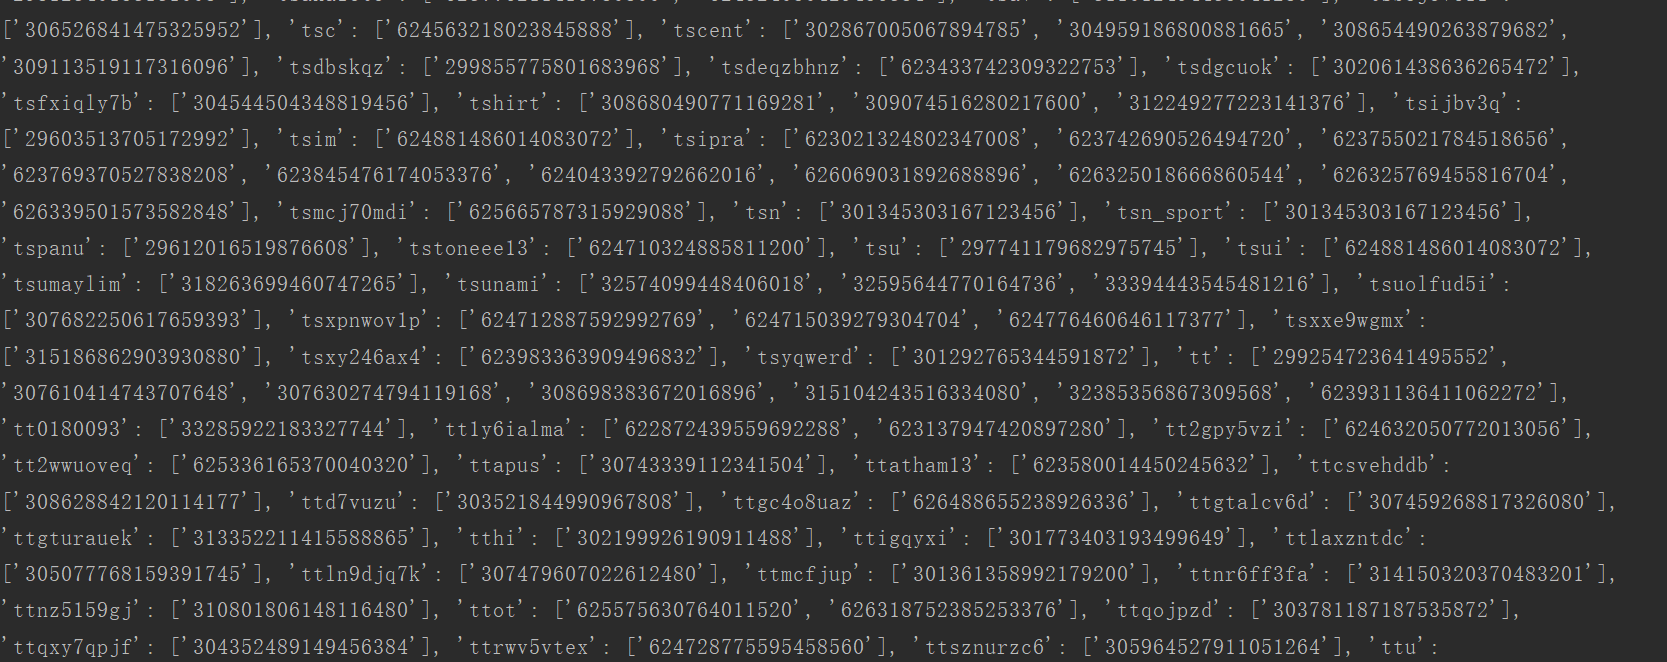 ['306526841475325952'], 'tsc': ['624563218023845888'], 'tscent': ['302867005067894785', '304959186800881665', '308654490263879682',
'309113519117316096'], 'tsdbskqz': ['299855775801683968'], 'tsdeqzbhnz': ['623433742309322753'], 'tsdgcuok': ['302061438636265472'],
'tsfxiqly7b': ['304544504348819456'], 'tshirt': ['308680490771169281', '309074516280217600', '312249277223141376'], 'tsijbv3q':
['29603513705172992'], 'tsim': ['624881486014083072'], 'tsipra': ['623021324802347008', '623742690526494720', '623755021784518656',
'623769370527838208', '623845476174053376', '624043392792662016', '626069031892688896', '626325018666860544', '626325769455816704',
'626339501573582848'], 'tsmcj70mdi': ['625665787315929088'], 'tsn': ['301345303167123456'], 'tsn_sport': ['301345303167123456'],
'tspanu': ['29612016519876608'], 'tstoneee13': ['624710324885811200'], 'tsu': ['297741179682975745'], 'tsui': ['624881486014083072'],
'tsumaylim': ['318263699460747265'], 'tsunami': ['32574099448406018', '32595644770164736', '33394443545481216'], 'tsuolfud5i':
['307682250617659393'], 'tsxpnwov1p': ['624712887592992769', '624715039279304704', '624776460646117377'], 'tsxxe9wgmx':
['315186862903930880'], 'tsxy246ax4': ['623983363909496832'], 'tsyqwerd': ['301292765344591872'], 'tt': ['299254723641495552',
'307610414743707648', '307630274794119168', '308698383672016896', '315104243516334080', '32385356867309568', '623931136411062272'],
'tt0180093': ['33285922183327744'], 'tt1y6ialma': ['622872439559692288', '623137947420897280'], 'tt2gpy5vzi': ['624632050772013056'],
'tt2wwuoveq': ['625336165370040320'], 'ttapus': ['30743339112341504'], 'ttatham13': ['623580014450245632'], 'ttcsvehddb':
['308628842120114177'], 'ttd7vuzu': ['303521844990967808'], 'ttgc4o8uaz': ['626488655238926336'], 'ttgtalcv6d': ['307459268817326080'],
'ttgturauek': ['313352211415588865'], 'tthi': ['302199926190911488'], 'ttigqyxi': ['301773403193499649'], 'ttlaxzntdc':
['305077768159391745'], 'ttln9djq7k': ['307479607022612480'], 'ttmcfjup': ['301361358992179200'], 'ttnr6ff3fa': ['314150320370483201'],
'ttnz5159gj': ['310801806148116480'], 'ttot': ['625575630764011520', '626318752385253376'], 'ttqojpzd': ['303781187187535872'],
'ttqxy7qpjf': ['304352489149456384'], 'ttrwv5vtex': ['624728775595458560'], 'ttsznurzc6': ['305964527911051264'], 'ttu':